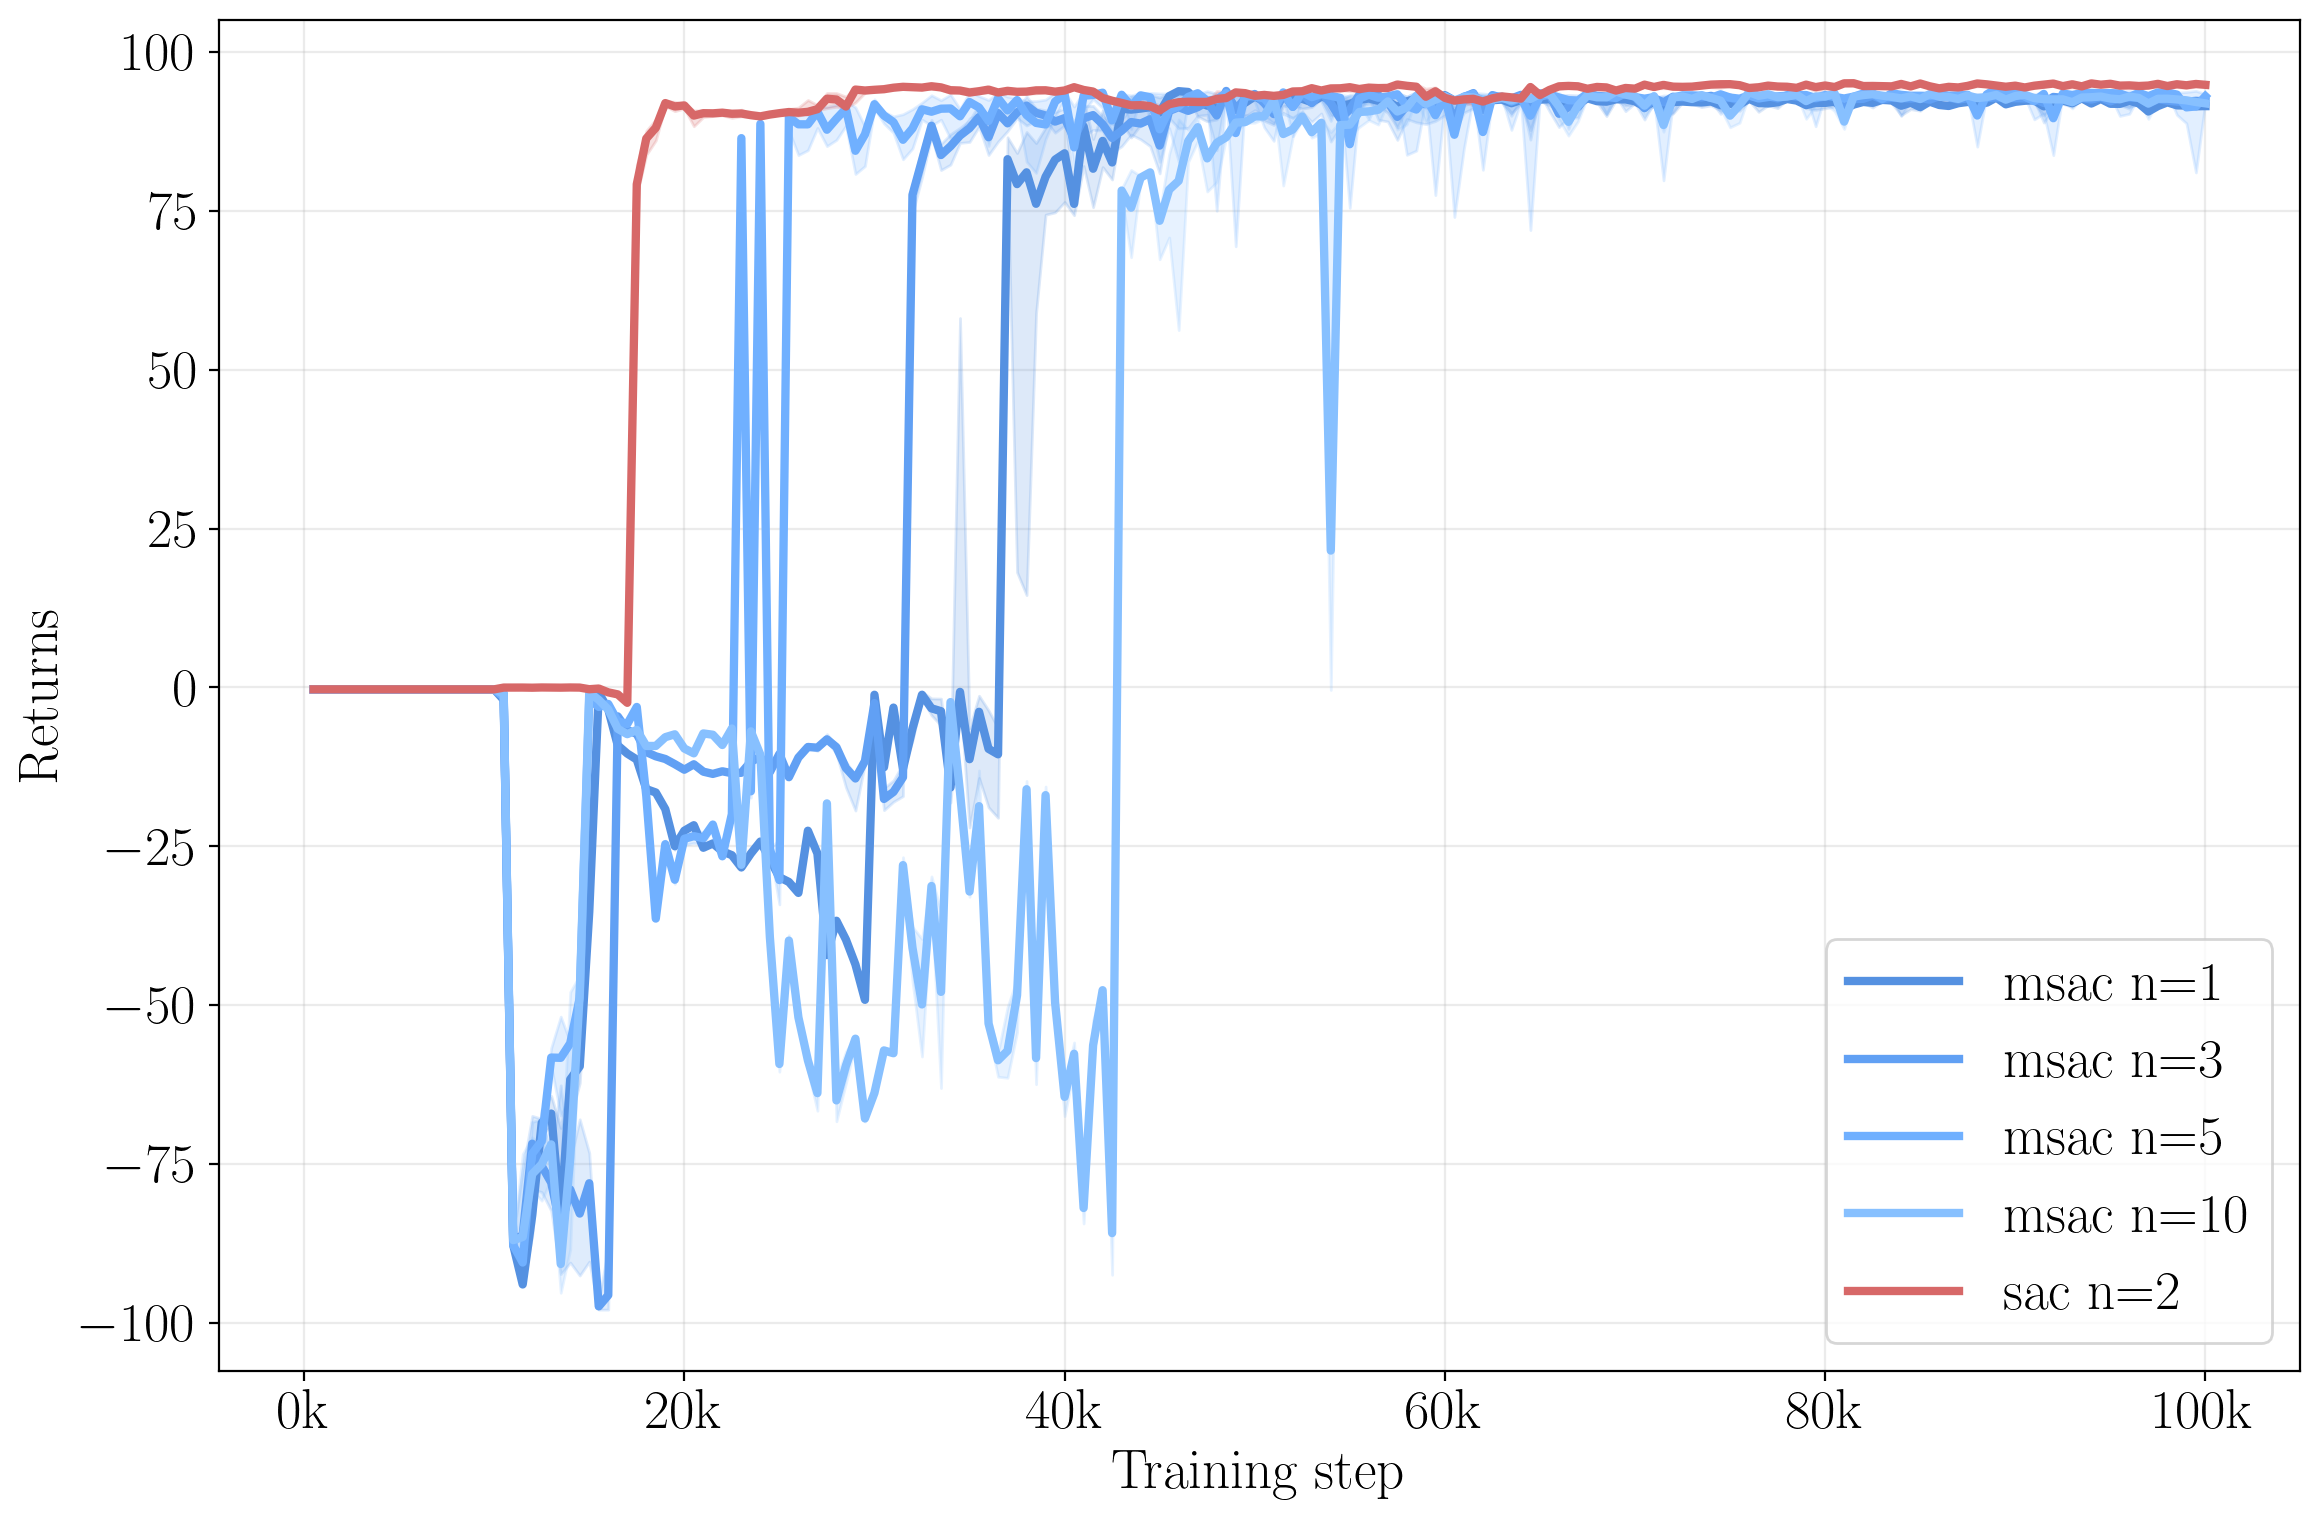 100
75
50
25
0
−25
−50
−75
−100
Returns
0k 20k 40k 60k 80k 100k
Training step
msac n=1
msac n=3
msac n=5
msac n=10
sac n=2